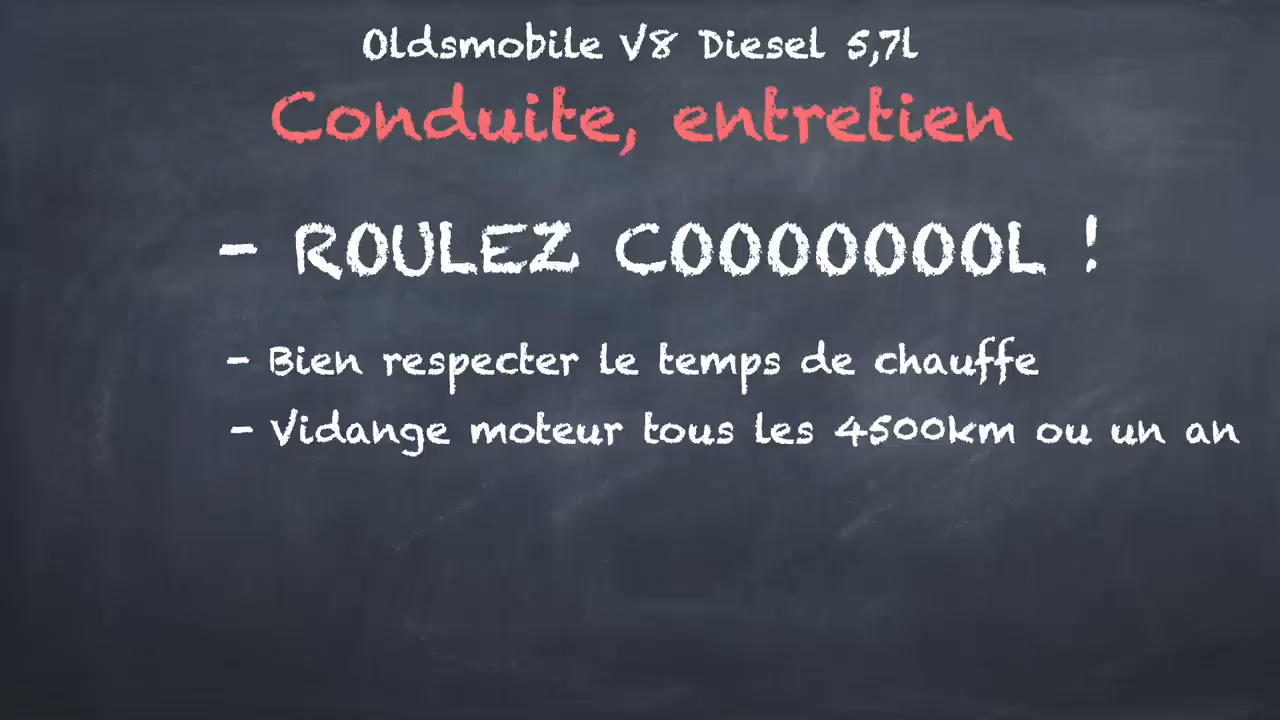 Oldsmobile V8 Diesel 5,7l
Conduite, entretien
- ROULEZ COOOOOOOL !
- Bien respecter le temps de chauffe
- Vidange moteur tous les 4500km ou un an